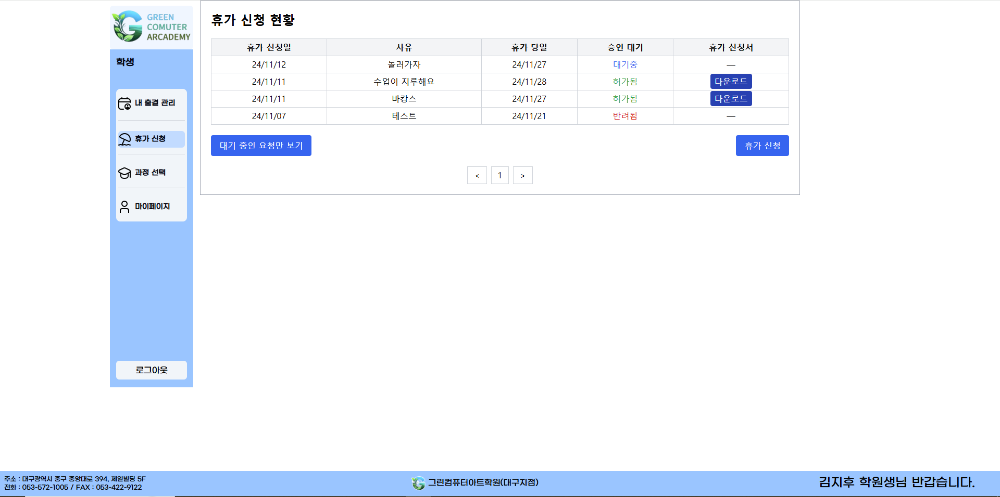 GREEN
COMUTER
ARCADEMY
학생
내 출결 관리
휴가 신청
과정 선택
마이페이지
로그아웃
휴가 신청 현황
휴가 신청일 사유 휴가 당일 승인 대기 휴가 신청서
24/11/12 놀러가자 24/11/27 대기중 —
24/11/11 수업이 지루해요 24/11/28 허가됨 다운로드
24/11/11 바캉스 24/11/27 허가됨 다운로드
24/11/07 테스트 24/11/21 반려됨 —
대기 중인 요청만 보기 휴가 신청
< 1 >
주소 : 대구광역시 중구 중앙대로 394, 제일빌딩 5F
전화 : 053-572-1005 / FAX : 053-422-9122
그린컴퓨터아트학원(대구지점)
김지후 학원생님 반갑습니다.